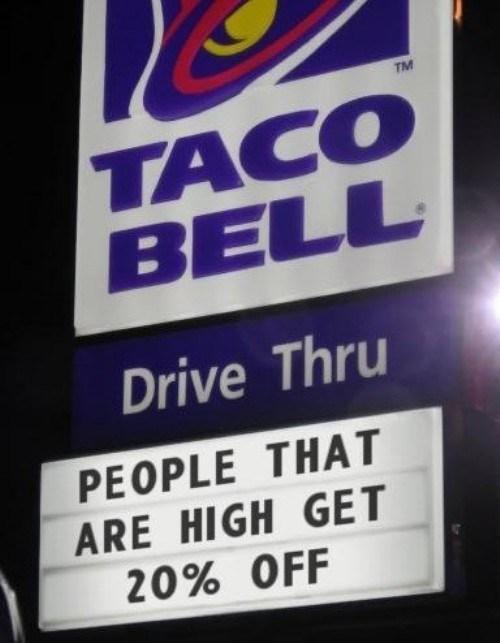 TM
TACO
BELL®
Drive Thru
PEOPLE THAT
ARE HIGH GET
20% OFF